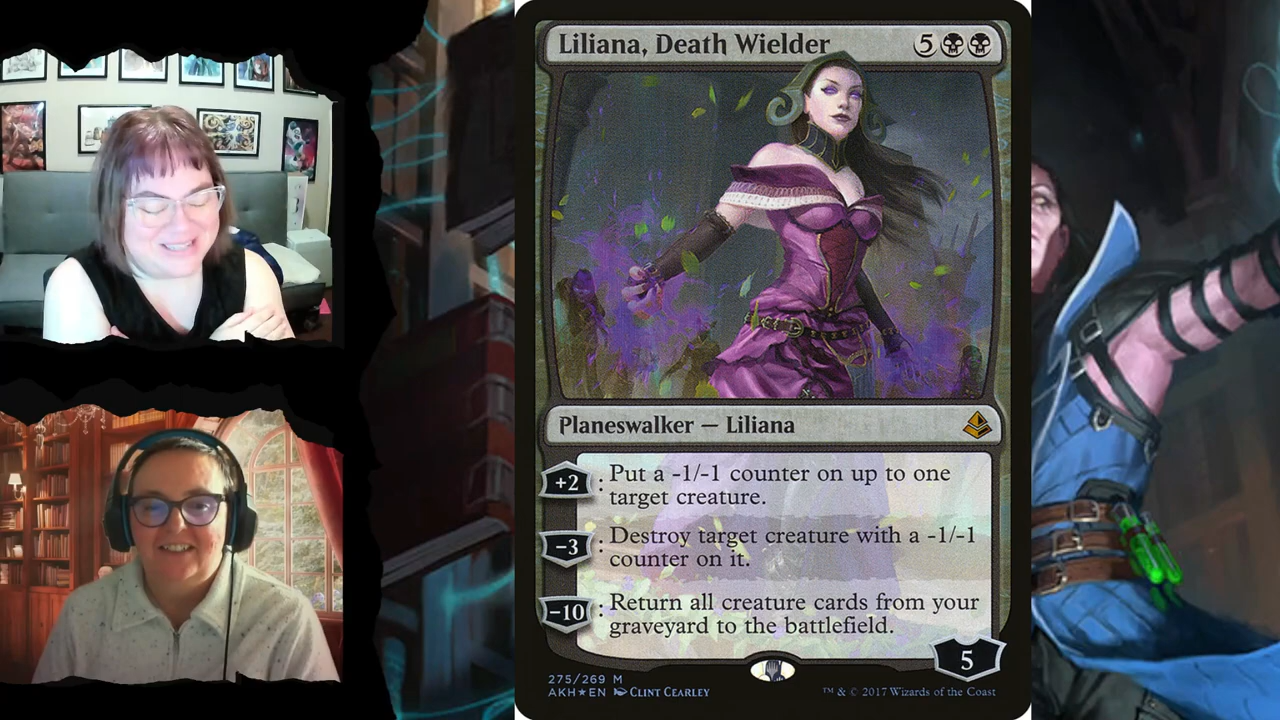 Liliana, Death Wielder 5
Planeswalker — Liliana
+2 : Put a -1/-1 counter on up to one
target creature.
-3 : Destroy target creature with a -1/-1
counter on it.
-10 : Return all creature cards from your
graveyard to the battlefield.
5
275/269 M
AKH★EN CLINT CEARLEY
™ & © 2017 Wizards of the Coast